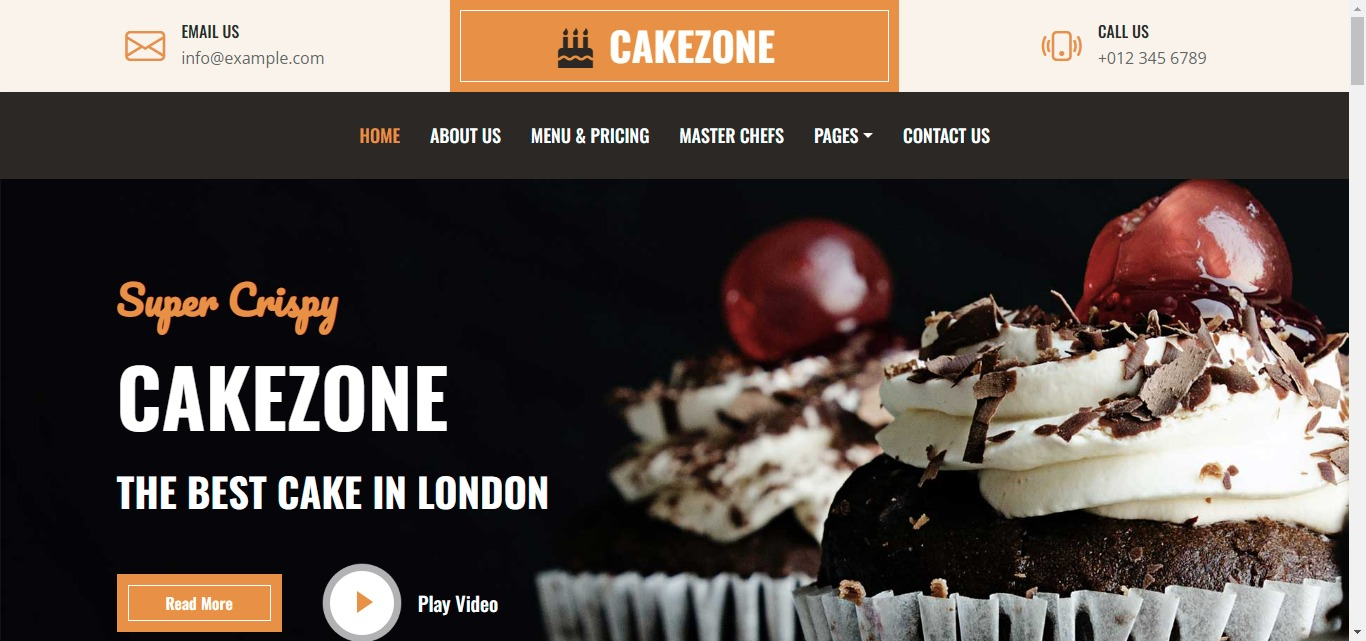 EMAIL US
info@example.com
CAKEZONE
CALL US
+012 345 6789
HOME ABOUT US MENU & PRICING MASTER CHEFS PAGES CONTACT US
Super Crispy
CAKEZONE
THE BEST CAKE IN LONDON
Read More
Play Video